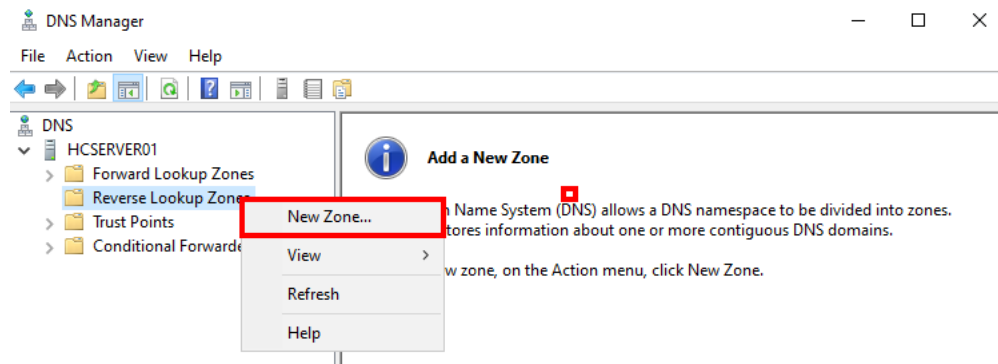 DNS Manager
File Action View Help
DNS
HCSERVER01
Forward Lookup Zones
Reverse Lookup Zones
Trust Points
Conditional Forwarde
New Zone...
View
Refresh
Help
Add a New Zone
Name System (DNS) allows a DNS namespace to be divided into zones.
tores information about one or more contiguous DNS domains.
w zone, on the Action menu, click New Zone.